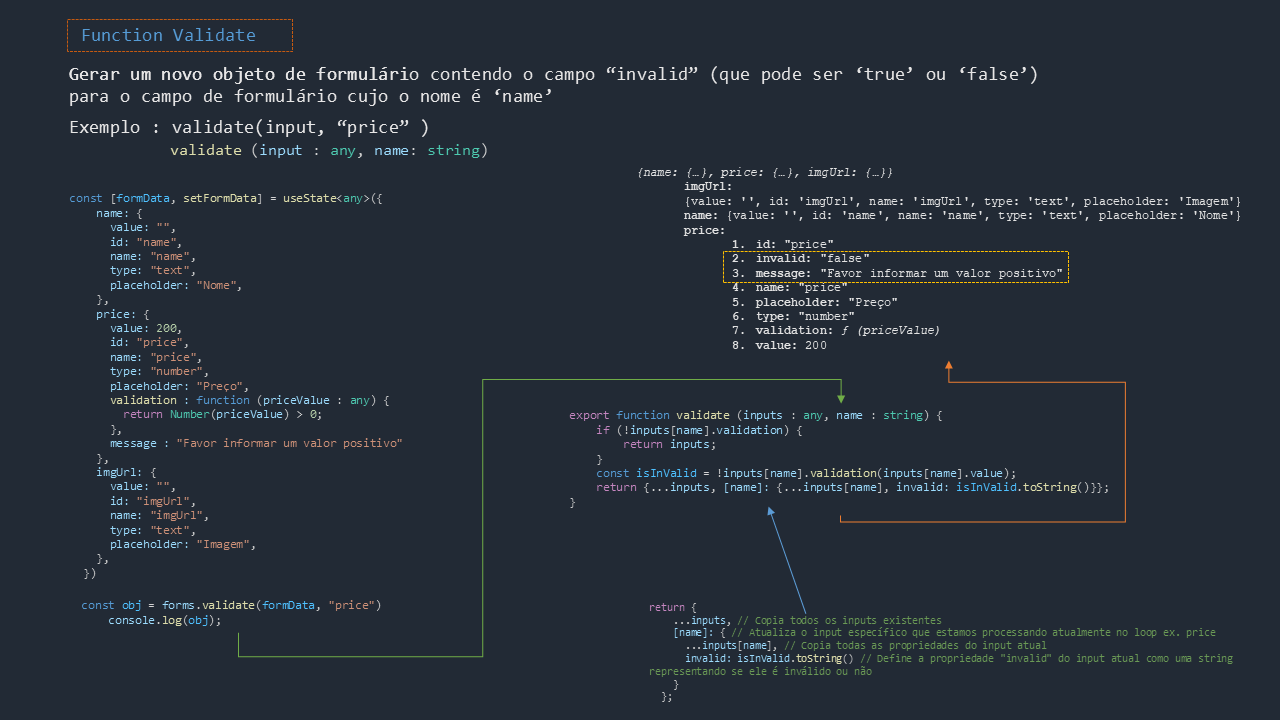 Function Validate
Gerar um novo objeto de formulário contendo o campo “invalid” (que pode ser ‘true’ ou ‘false’)
para o campo de formulário cujo o nome é ‘name’
Exemplo : validate(input, “price” )
validate (input : any, name: string)
const [formData, setFormData] = useState<any>({
name: {
value: "",
id: "name",
name: "name",
type: "text",
placeholder: "Nome",
},
price: {
value: 200,
id: "price",
name: "price",
type: "number",
placeholder: "Preço",
validation : function (priceValue : any) {
return Number(priceValue) > 0;
},
message : "Favor informar um valor positivo"
},
imgUrl: {
value: "",
id: "imgUrl",
name: "imgUrl",
type: "text",
placeholder: "Imagem",
},
})
const obj = forms.validate(formData, "price")
console.log(obj);
{name: {…}, price: {…}, imgUrl: {…}}
imgUrl:
{value: '', id: 'imgUrl', name: 'imgUrl', type: 'text', placeholder: 'Imagem'}
name: {value: '', id: 'name', name: 'name', type: 'text', placeholder: 'Nome'}
price:
1. id: "price"
2. invalid: "false"
3. message: "Favor informar um valor positivo"
4. name: "price"
5. placeholder: "Preço"
6. type: "number"
7. validation: ƒ (priceValue)
8. value: 200
export function validate (inputs : any, name : string) {
if (!inputs[name].validation) {
return inputs;
}
const isInValid = !inputs[name].validation(inputs[name].value);
return {...inputs, [name]: {...inputs[name], invalid: isInValid.toString()}};
}
return {
...inputs, // Copia todos os inputs existentes
[name]: { // Atualiza o input específico que estamos processando atualmente no loop ex. price
...inputs[name], // Copia todas as propriedades do input atual
invalid: isInValid.toString() // Define a propriedade "invalid" do input atual como uma string
representando se ele é inválido ou não
}
};